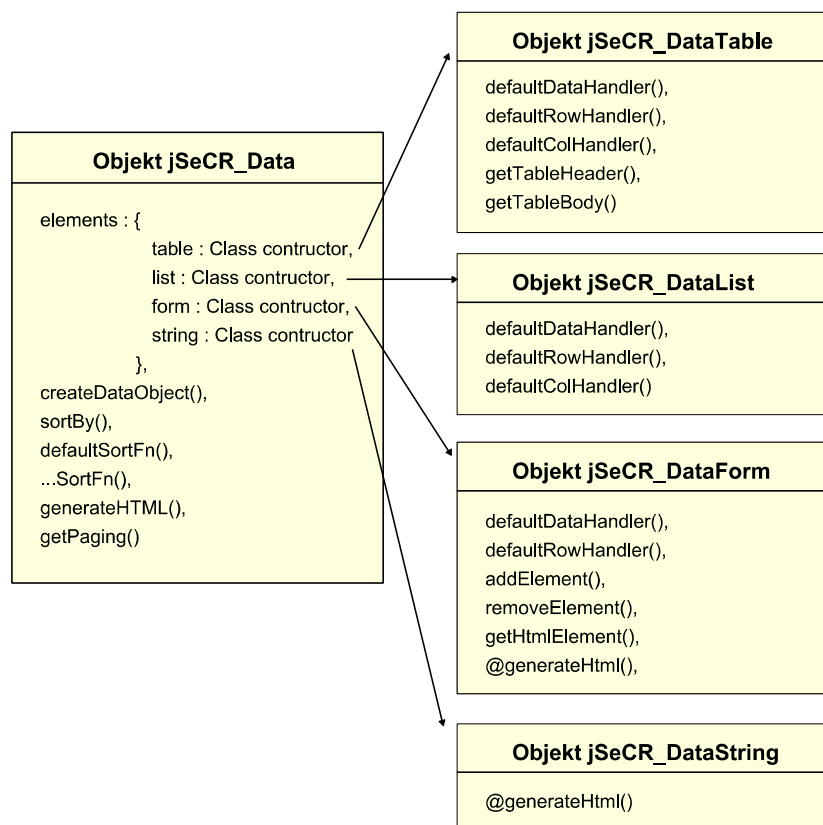 Objekt jSeCR_Data
elements : {
table : Class contructor,
list : Class contructor,
form : Class contructor,
string : Class contructor
},
createDataObject(),
sortBy(),
defaultSortFn(),
...SortFn(),
generateHTML(),
getPaging()
Objekt jSeCR_DataTable
defaultDataHandler(),
defaultRowHandler(),
defaultColHandler(),
getTableHeader(),
getTableBody()
Objekt jSeCR_DataList
defaultDataHandler(),
defaultRowHandler(),
defaultColHandler()
Objekt jSeCR_DataForm
defaultDataHandler(),
defaultRowHandler(),
addElement(),
removeElement(),
getHtmlElement(),
@generateHtml(),
Objekt jSeCR_DataString
@generateHtml()